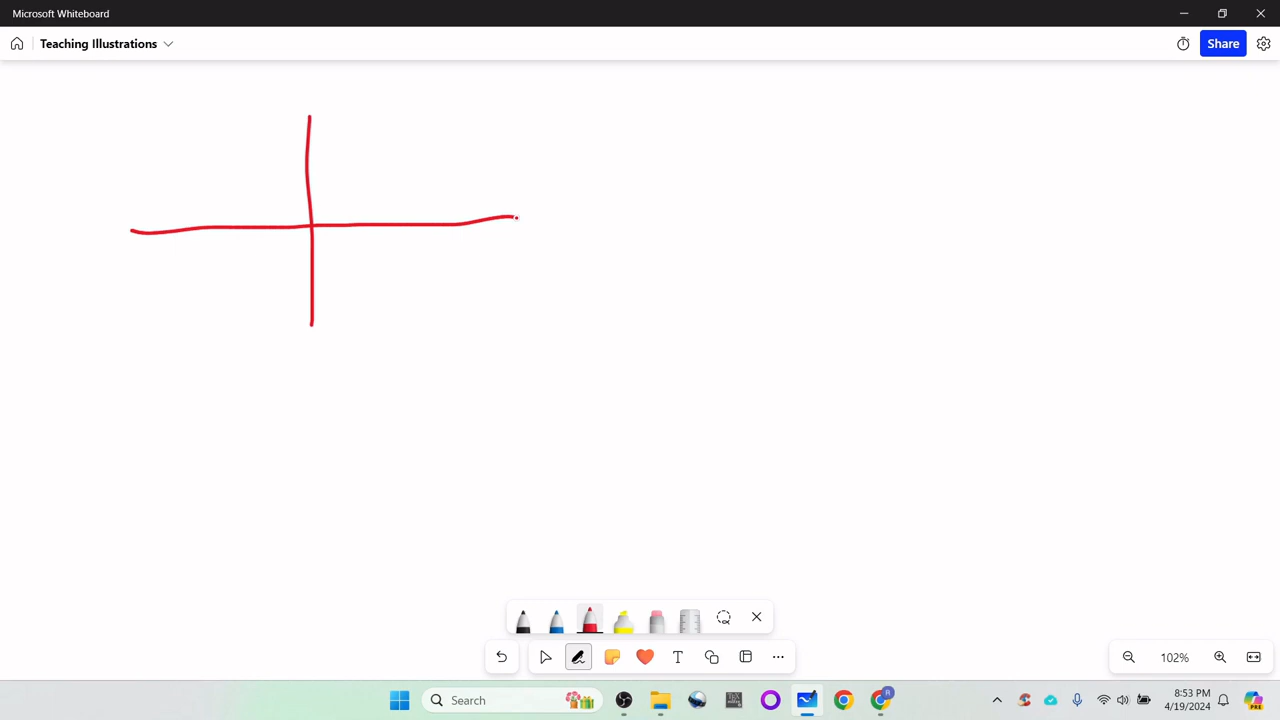 Microsoft Whiteboard
Teaching Illustrations
Share
102%
Search
8:53 PM
4/19/2024